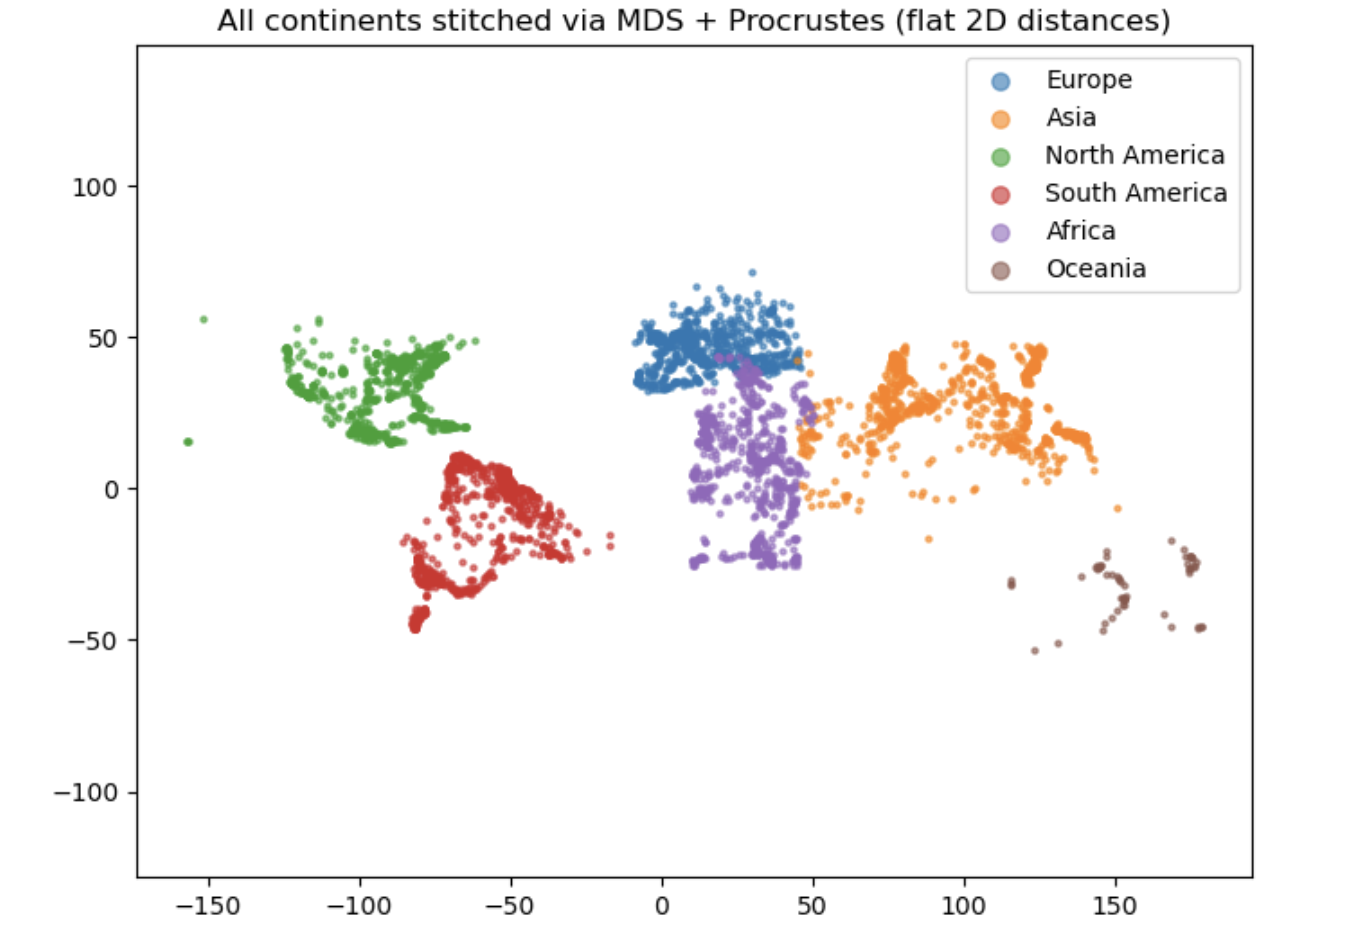 All continents stitched via MDS + Procrustes (flat 2D distances)
Europe
Asia
North America
South America
Africa
Oceania
100
50
0
−50
−100
−150
−100
−50
0
50
100
150